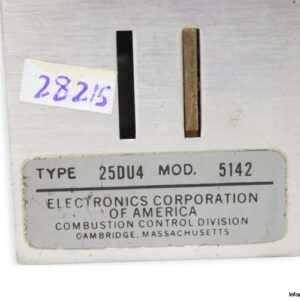 28215
TYPE 25DU4 MOD. 5142
ELECTRONICS CORPORATION
OF AMERICA
COMBUSTION CONTROL DIVISION
CAMBRIDGE, MASSACHUSETTS